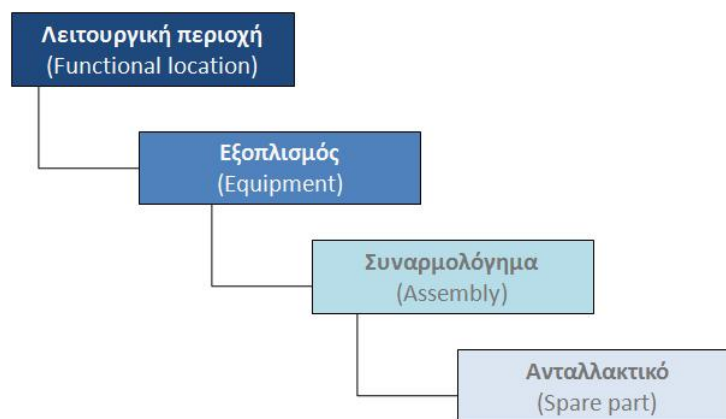 Λειτουργική περιοχή
(Functional location)
Εξοπλισμός
(Equipment)
Συναρμολόγημα
(Assembly)
Ανταλλακτικό
(Spare part)